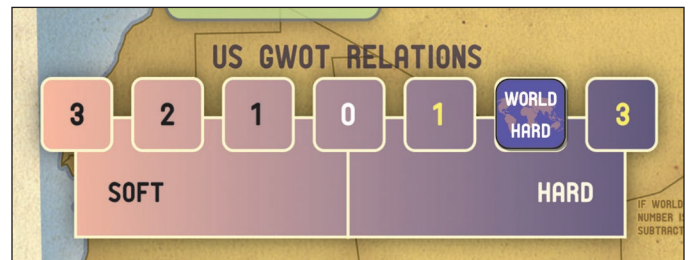 US GWOT RELATIONS
3 2 1 0 1 WORLD HARD 3
SOFT HARD
IF WORLD
NUMBER IS
SUBTRACT